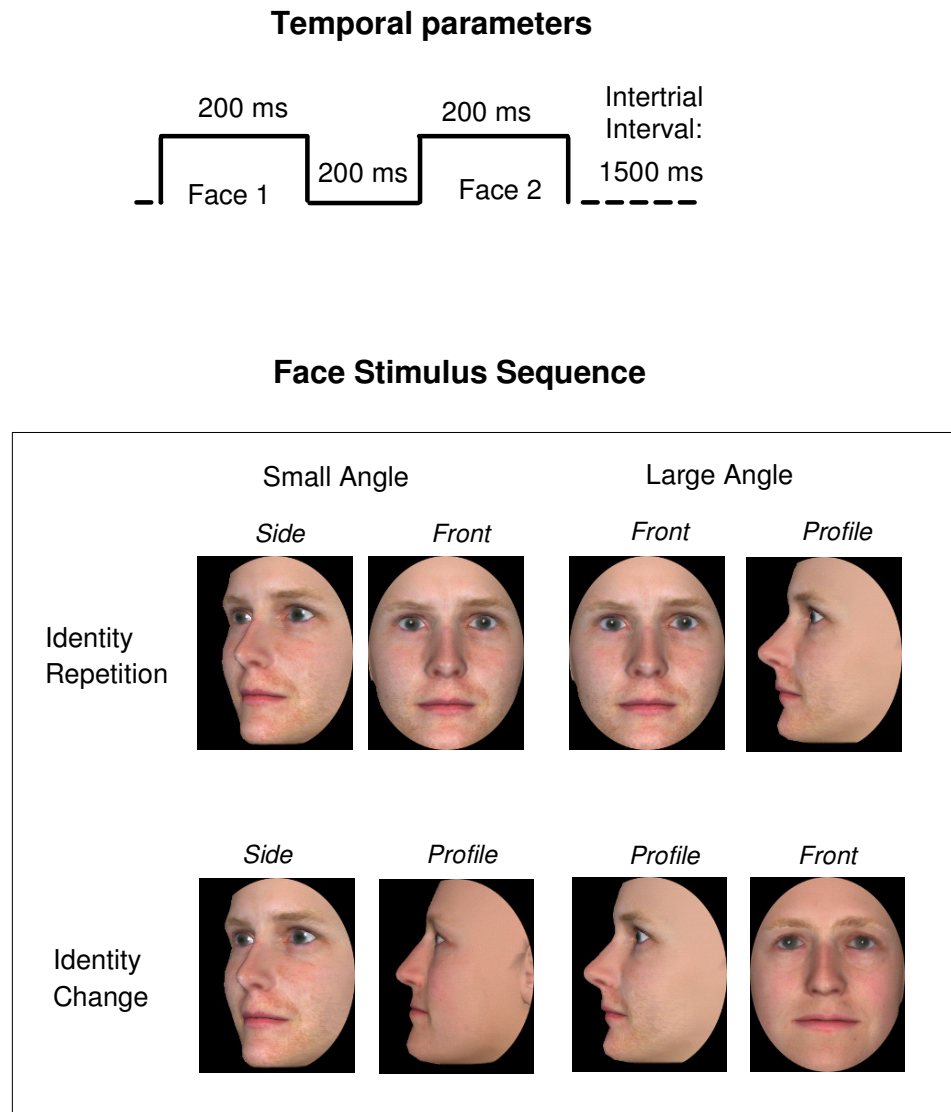 Temporal parameters
200 ms
200 ms
Intertrial
Interval:
200 ms
1500 ms
Face 1
Face 2
Face Stimulus Sequence
Small Angle
Large Angle
Side
Front
Front
Profile
Identity
Repetition
Side
Profile
Profile
Front
Identity
Change